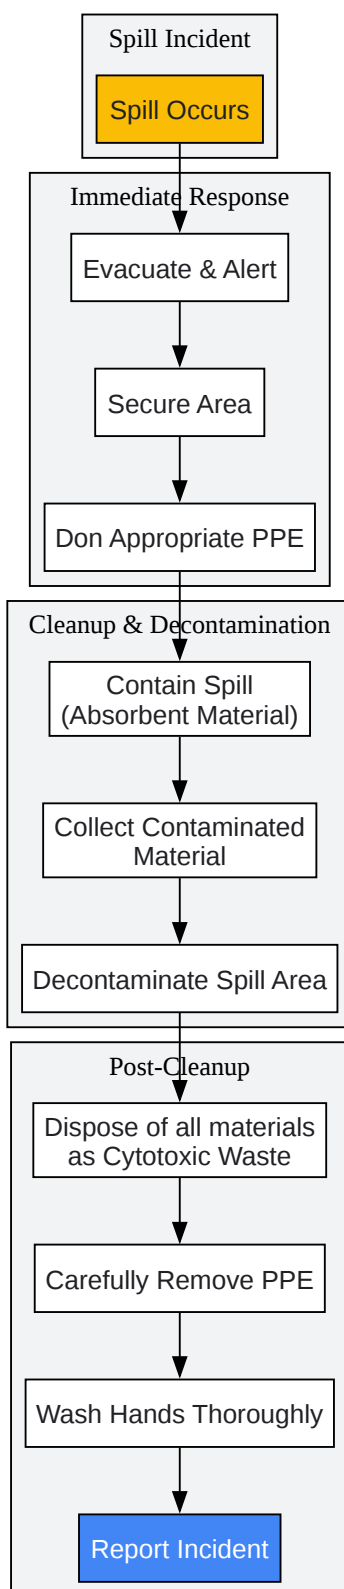 Spill Incident
Spill Occurs
Immediate Response
Evacuate & Alert
Secure Area
Don Appropriate PPE
Cleanup & Decontamination
Contain Spill
(Absorbent Material)
Collect Contaminated
Material
Decontaminate Spill Area
Post-Cleanup
Dispose of all materials
as Cytotoxic Waste
Carefully Remove PPE
Wash Hands Thoroughly
Report Incident